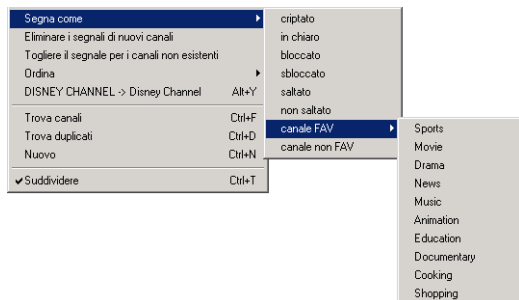 Segna come
Eliminare i segnali di nuovi canali
Togliere il segnale per i canali non esistenti
Ordina
DISNEY CHANNEL -> Disney Channel Alt+Y
Trova canali Ctrl+F
Trova duplicati Ctrl+D
Nuovo Ctrl+N
Suddividere Ctrl+T
criptato
in chiaro
bloccato
sbloccato
saltato
non saltato
canale FAV
canale non FAV
Sports
Movie
Drama
News
Music
Animation
Education
Documentary
Cooking
Shopping